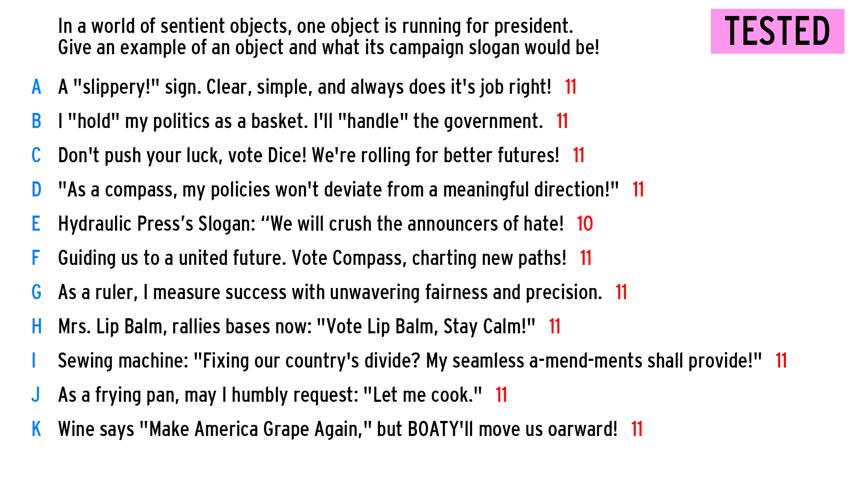 In a world of sentient objects, one object is running for president.
Give an example of an object and what its campaign slogan would be!
TESTED
A A "slippery!" sign. Clear, simple, and always does it's job right! 11
B I "hold" my politics as a basket. I'll "handle" the government. 11
C Don't push your luck, vote Dice! We're rolling for better futures! 11
D "As a compass, my policies won't deviate from a meaningful direction!" 11
E Hydraulic Press’s Slogan: “We will crush the announcers of hate! 10
F Guiding us to a united future. Vote Compass, charting new paths! 11
G As a ruler, I measure success with unwavering fairness and precision. 11
H Mrs. Lip Balm, rallies bases now: "Vote Lip Balm, Stay Calm!" 11
I Sewing machine: "Fixing our country's divide? My seamless a-mend-ments shall provide!" 11
J As a frying pan, may I humbly request: "Let me cook." 11
K Wine says "Make America Grape Again," but BOATY'll move us oarward! 11